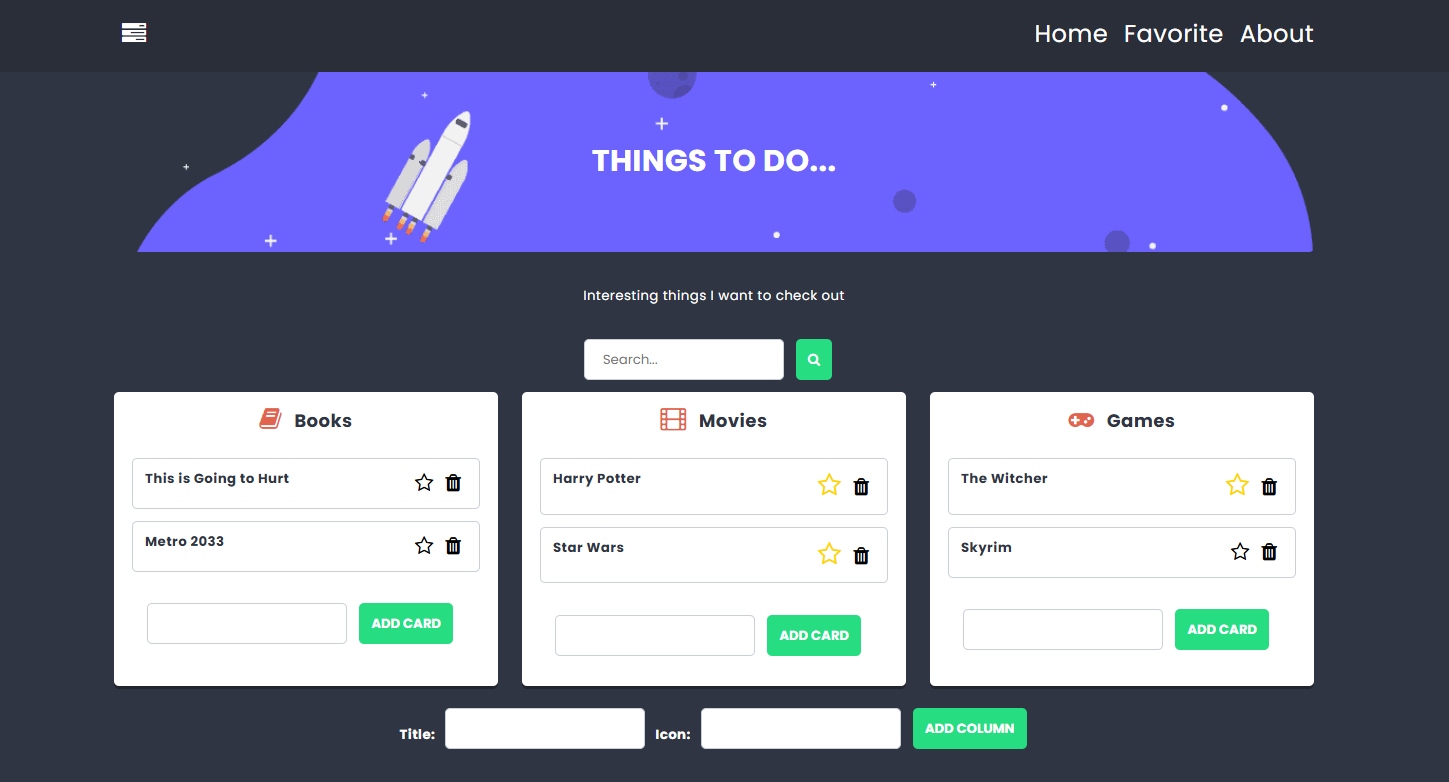 Home Favorite About
THINGS TO DO...
Interesting things I want to check out
Search...
Books
This is Going to Hurt
Metro 2033
ADD CARD
Movies
Harry Potter
Star Wars
ADD CARD
Games
The Witcher
Skyrim
ADD CARD
Title: Icon: ADD COLUMN